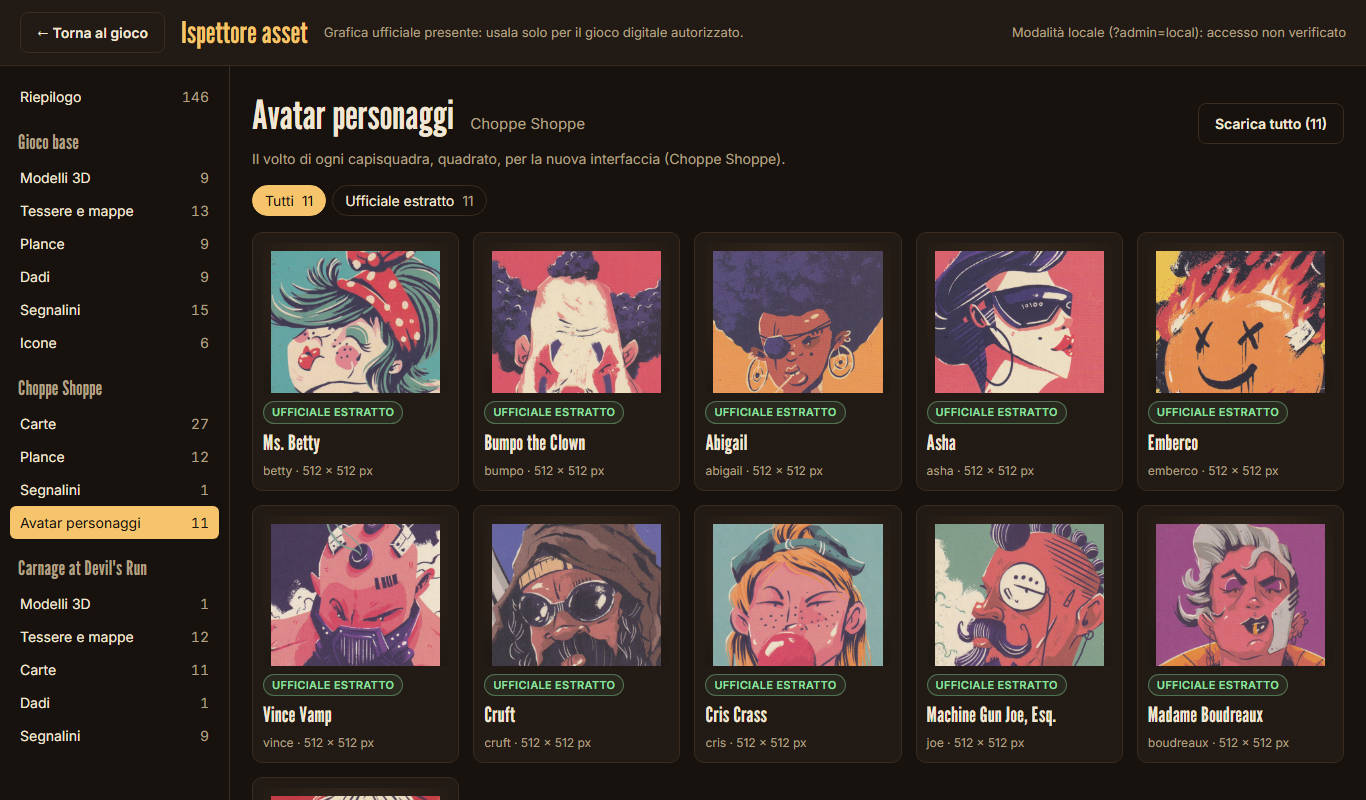 ← Torna al gioco
Ispettore asset
Grafica ufficiale presente: usala solo per il gioco digitale autorizzato.
Modalità locale (?admin=local): accesso non verificato
Riepilogo 146
Gioco base
Modelli 3D 9
Tessere e mappe 13
Plance 9
Dadi 9
Segnalini 15
Icone 6
Choppe Shoppe
Carte 27
Plance 12
Segnalini 1
Avatar personaggi 11
Carnage at Devil's Run
Modelli 3D 1
Tessere e mappe 12
Carte 11
Dadi 1
Segnalini 9
Avatar personaggi Choppe Shoppe
Scarica tutto (11)
Il volto di ogni capisquadra, quadrato, per la nuova interfaccia (Choppe Shoppe).
Tutti 11
Ufficiale estratto 11
UFFICIALE ESTRATTO
Ms. Betty
betty · 512 × 512 px
UFFICIALE ESTRATTO
Bumpo the Clown
bumpo · 512 × 512 px
UFFICIALE ESTRATTO
Abigail
abigail · 512 × 512 px
10100
UFFICIALE ESTRATTO
Asha
asha · 512 × 512 px
UFFICIALE ESTRATTO
Emberco
emberco · 512 × 512 px
UFFICIALE ESTRATTO
Vince Vamp
vince · 512 × 512 px
UFFICIALE ESTRATTO
Cruft
cruft · 512 × 512 px
UFFICIALE ESTRATTO
Cris Crass
cris · 512 × 512 px
UFFICIALE ESTRATTO
Machine Gun Joe, Esq.
joe · 512 × 512 px
UFFICIALE ESTRATTO
Madame Boudreaux
boudreaux · 512 × 512 px